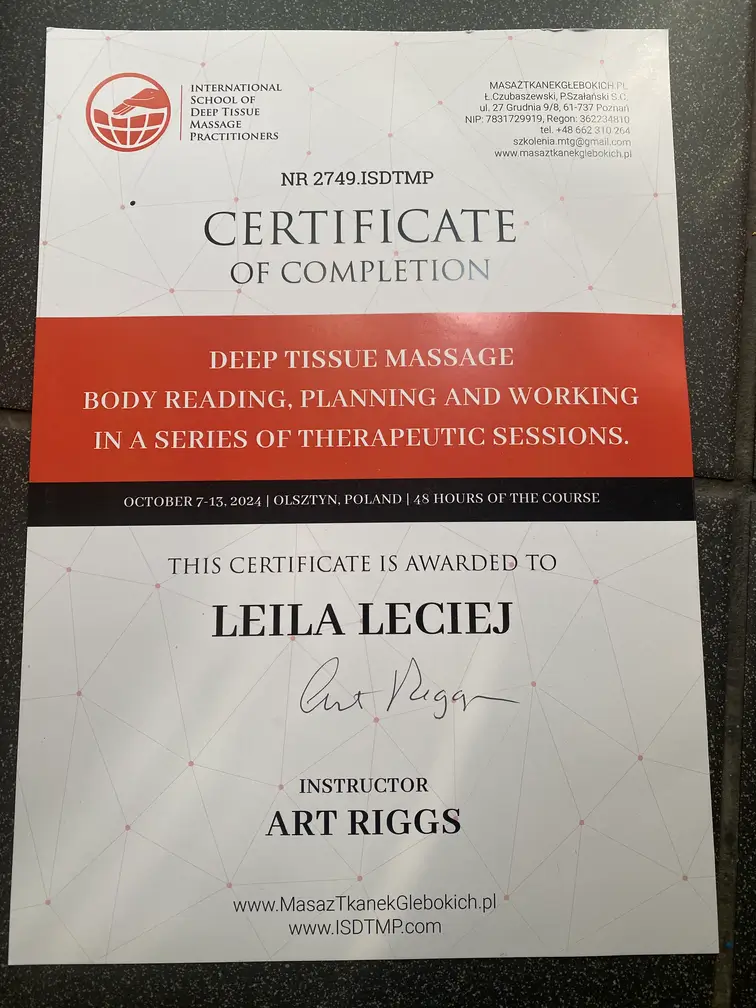 INTERNATIONAL
SCHOOL OF
DEEP TISSUE
MASSAGE
PRACTITIONERS
MASAŻTKANEKGŁEBOKICH.PL
Ł.Czubaszewski, P.Szałański S.C.
ul. 27 Grudnia 9/8, 61-737 Poznań
NIP: 7831729919, Regon: 362234810
tel. +48 662 310 264
szkolenia.mtg@gmail.com
www.masaztkanekglebokich.pl
NR 2749.ISDTMP
CERTIFICATE
OF COMPLETION
DEEP TISSUE MASSAGE
BODY READING, PLANNING AND WORKING
IN A SERIES OF THERAPEUTIC SESSIONS.
OCTOBER 7-13, 2024 | OLSZTYN, POLAND | 48 HOURS OF THE COURSE
THIS CERTIFICATE IS AWARDED TO
LEILA LECIEJ
Art Riggs
INSTRUCTOR
ART RIGGS
www.MasazTkanekGlebokich.pl
www.ISDTMP.com